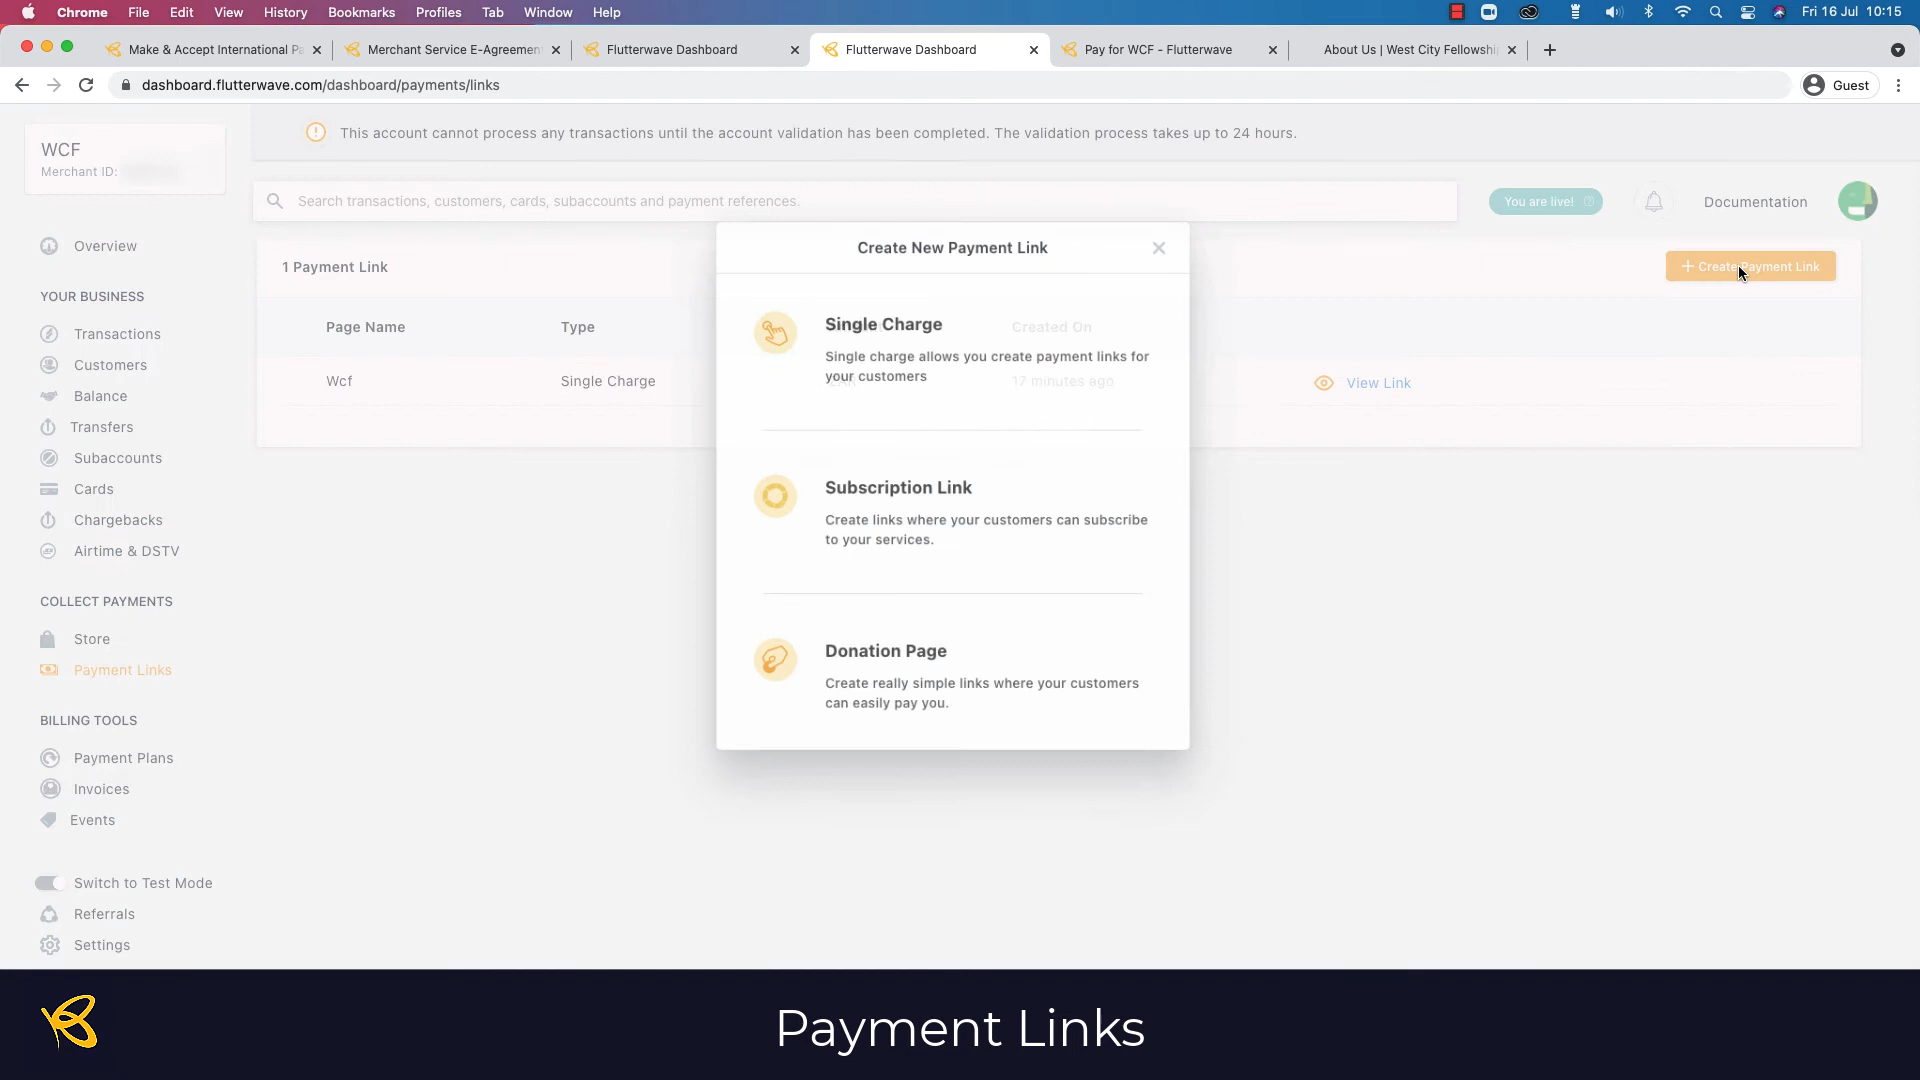 Chrome File Edit View History Bookmarks Profiles Tab Window Help Fri 16 Jul 10:15
Make & Accept International Pa Merchant Service E-Agreement Flutterwave Dashboard Flutterwave Dashboard Pay for WCF - Flutterwave About Us | West City Fellowship
dashboard.flutterwave.com/dashboard/payments/links Guest
WCF
Merchant ID:
This account cannot process any transactions until the account validation has been completed. The validation process takes up to 24 hours.
Search transactions, customers, cards, subaccounts and payment references.
You are live! Documentation
Overview
YOUR BUSINESS
Transactions
Customers
Balance
Transfers
Subaccounts
Cards
Chargebacks
Airtime & DSTV
COLLECT PAYMENTS
Store
Payment Links
BILLING TOOLS
Payment Plans
Invoices
Events
Switch to Test Mode
Referrals
Settings
1 Payment Link
+ Create Payment Link
Page Name Type Created On
Wcf Single Charge 17 minutes ago View Link
Create New Payment Link
Single Charge
Single charge allows you create payment links for
your customers
Subscription Link
Create links where your customers can subscribe
to your services.
Donation Page
Create really simple links where your customers
can easily pay you.
Payment Links